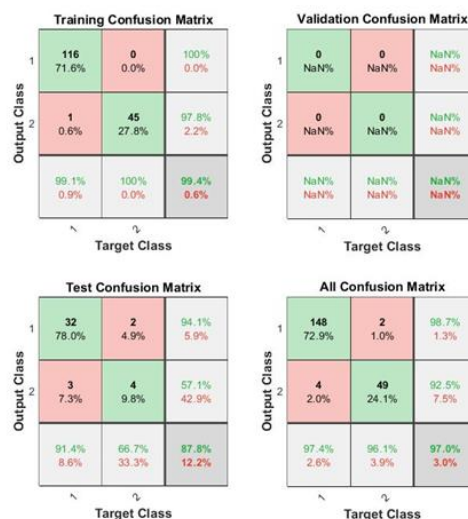 Training Confusion Matrix
116 0 100%
71.6% 0.0% 0.0%
1 45 97.8%
0.6% 27.8% 2.2%
99.1% 100% 99.4%
0.9% 0.0% 0.6%
1
2
1 2
Output Class
Target Class
Validation Confusion Matrix
0 0 NaN%
NaN% NaN% NaN%
0 0 NaN%
NaN% NaN% NaN%
NaN% NaN% NaN%
NaN% NaN% NaN%
1
2
1 2
Output Class
Target Class
Test Confusion Matrix
32 2 94.1%
78.0% 4.9% 5.9%
3 4 57.1%
7.3% 9.8% 42.9%
91.4% 66.7% 87.8%
8.6% 33.3% 12.2%
1
2
1 2
Output Class
Target Class
All Confusion Matrix
148 2 98.7%
72.9% 1.0% 1.3%
4 49 92.5%
2.0% 24.1% 7.5%
97.4% 96.1% 97.0%
2.6% 3.9% 3.0%
1
2
1 2
Output Class
Target Class